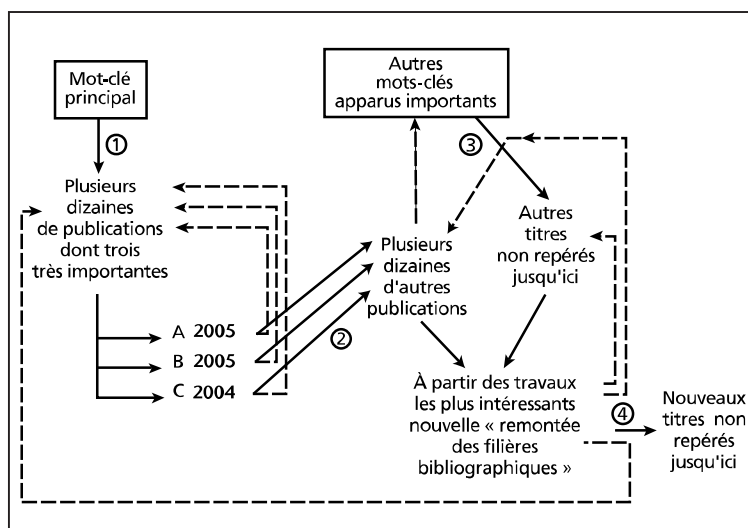 Mot-clé
principal
Autres
mots-clés
apparus importants
①
③
Plusieurs
dizaines
de publications
dont trois
très importantes
Autres
titres
non repérés
jusqu'ici
Plusieurs
dizaines
d'autres
publications
A 2005
B 2005
C 2004
②
À partir des travaux
les plus intéressants
nouvelle « remontée
des filières
bibliographiques »
④
Nouveaux
titres non
repérés
jusqu'ici